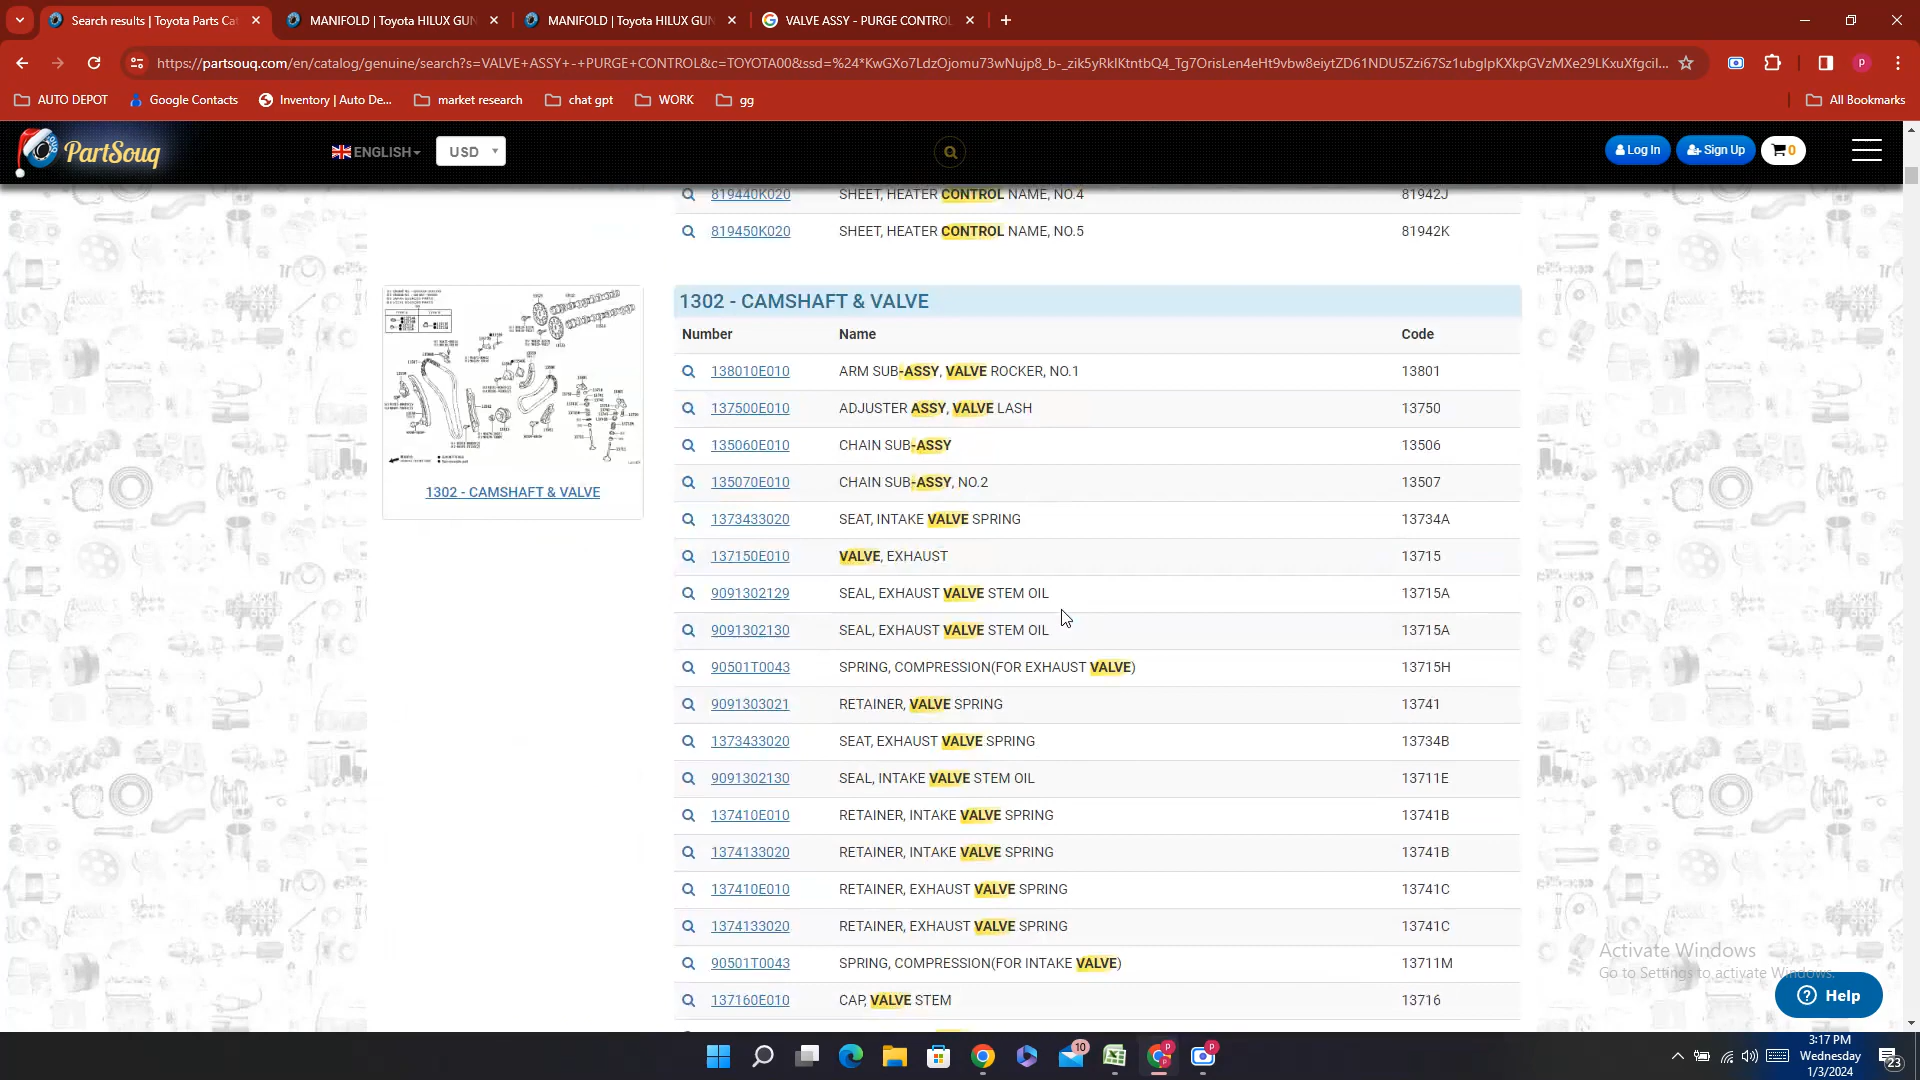 Search results | Toyota Parts Cat
MANIFOLD | Toyota HILUX GUN
MANIFOLD | Toyota HILUX GUN
VALVE ASSY - PURGE CONTROL
https://partsouq.com/en/catalog/genuine/search?s=VALVE+ASSY+-+PURGE+CONTROL&c=TOYOTA00&ssd=%24*KwGXo7LdzOjomu73wNujp8_b-_zik5yRklKtntbQ4_Tg7OrisLen4eHt9vbw8eiytZD61NDU5Zzi67Sz1ubglpKXkpGVzMXe29LKxuXfgcil...
AUTO DEPOT
Google Contacts
Inventory | Auto De...
market research
chat gpt
WORK
gg
All Bookmarks
PartSouq
ENGLISH
USD
Log In
Sign Up
0
819440K020 SHEET, HEATER CONTROL NAME, NO.4 81942J
819450K020 SHEET, HEATER CONTROL NAME, NO.5 81942K
1302 - CAMSHAFT & VALVE
1302 - CAMSHAFT & VALVE
Number Name Code
138010E010 ARM SUB-ASSY, VALVE ROCKER, NO.1 13801
137500E010 ADJUSTER ASSY, VALVE LASH 13750
135060E010 CHAIN SUB-ASSY 13506
135070E010 CHAIN SUB-ASSY, NO.2 13507
1373433020 SEAT, INTAKE VALVE SPRING 13734A
137150E010 VALVE, EXHAUST 13715
9091302129 SEAL, EXHAUST VALVE STEM OIL 13715A
9091302130 SEAL, EXHAUST VALVE STEM OIL 13715A
90501T0043 SPRING, COMPRESSION(FOR EXHAUST VALVE) 13715H
9091303021 RETAINER, VALVE SPRING 13741
1373433020 SEAT, EXHAUST VALVE SPRING 13734B
9091302130 SEAL, INTAKE VALVE STEM OIL 13711E
137410E010 RETAINER, INTAKE VALVE SPRING 13741B
1374133020 RETAINER, INTAKE VALVE SPRING 13741B
137410E010 RETAINER, EXHAUST VALVE SPRING 13741C
1374133020 RETAINER, EXHAUST VALVE SPRING 13741C
90501T0043 SPRING, COMPRESSION(FOR INTAKE VALVE) 13711M
137160E010 CAP, VALVE STEM 13716
Activate Windows
Go to Settings to activate Windows.
Help
10
3:17 PM
Wednesday
1/3/2024
23